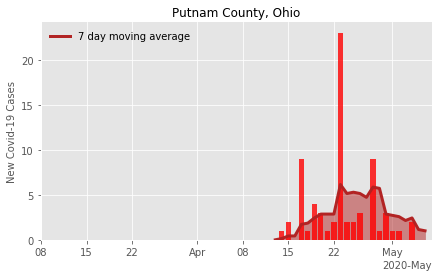 Putnam County, Ohio
7 day moving average
New Covid-19 Cases
20
15
10
5
0
08 15 22 Apr 08 15 22 May
2020-May